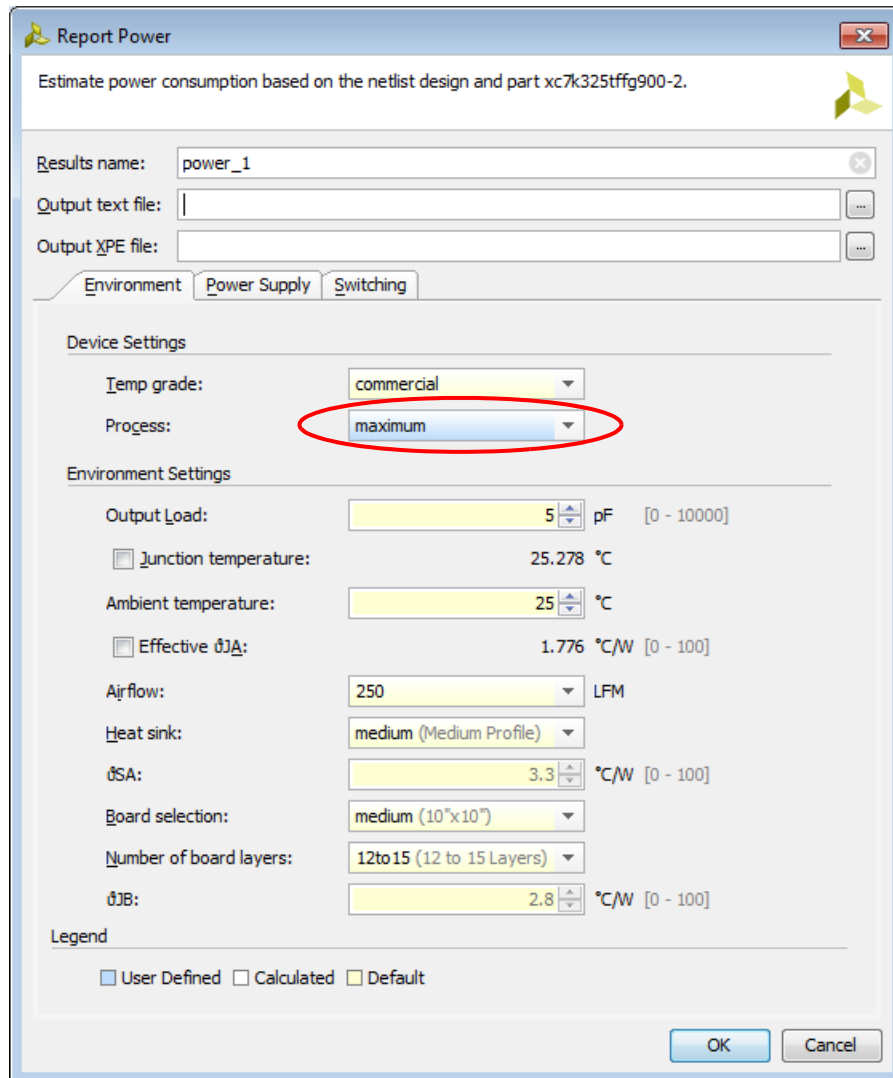 Report Power
Estimate power consumption based on the netlist design and part xc7k325tffg900-2.
Results name: power_1
Output text file: ...
Output XPE file: ...
Environment Power Supply Switching
Device Settings
Temp grade: commercial
Process: maximum
Environment Settings
Output Load: 5 pF [0 - 10000]
Junction temperature: 25.278 °C
Ambient temperature: 25 °C
Effective ϑJA: 1.776 °C/W [0 - 100]
Airflow: 250 LFM
Heat sink: medium (Medium Profile)
ϑSA: 3.3 °C/W [0 - 100]
Board selection: medium (10"x10")
Number of board layers: 12to15 (12 to 15 Layers)
ϑJB: 2.8 °C/W [0 - 100]
Legend
User Defined Calculated Default
OK Cancel